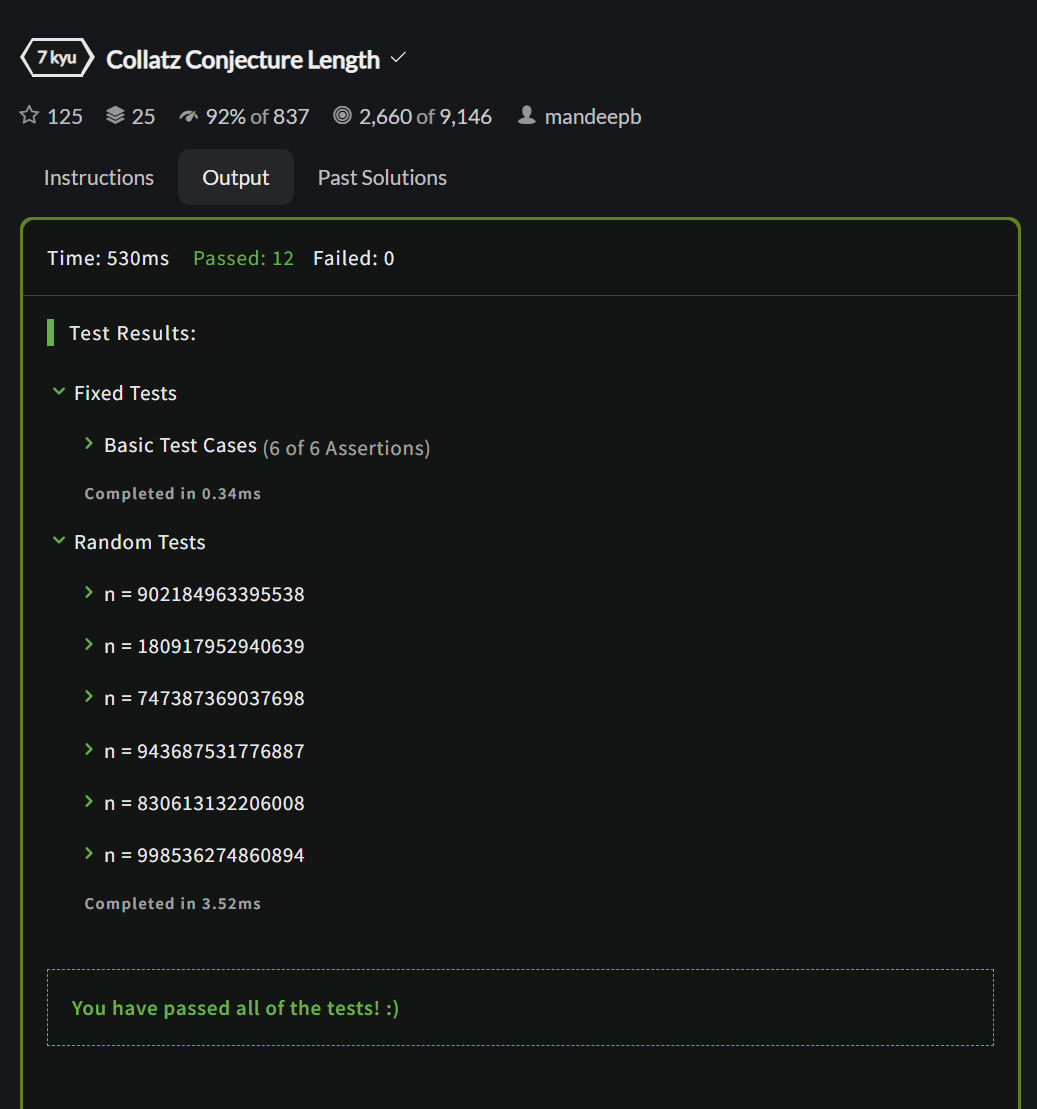 7 kyu Collatz Conjecture Length
125 25 92% of 837 2,660 of 9,146 mandeepb
Instructions Output Past Solutions
Time: 530ms Passed: 12 Failed: 0
Test Results:
Fixed Tests
Basic Test Cases (6 of 6 Assertions)
Completed in 0.34ms
Random Tests
n = 902184963395538
n = 180917952940639
n = 747387369037698
n = 943687531776887
n = 830613132206008
n = 998536274860894
Completed in 3.52ms
You have passed all of the tests! :)